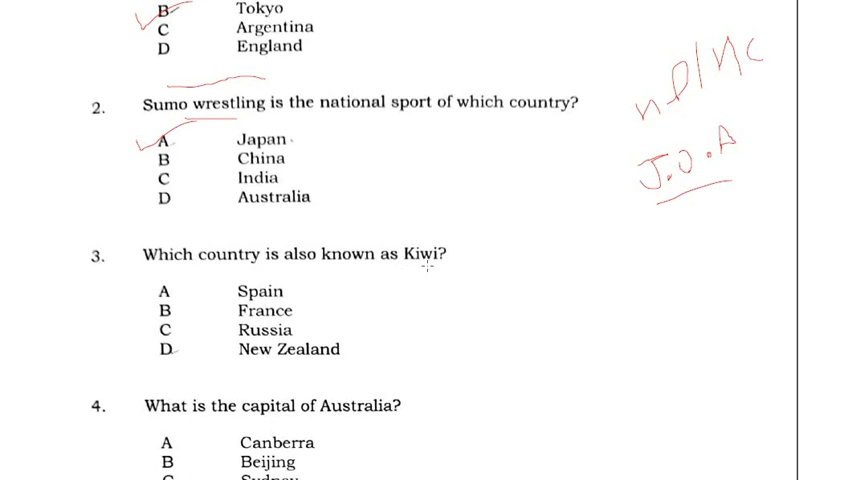 B Tokyo
C Argentina
D England
2. Sumo wrestling is the national sport of which country?
A Japan
B China
C India
D Australia
3. Which country is also known as Kiwi?
A Spain
B France
C Russia
D New Zealand
4. What is the capital of Australia?
A Canberra
B Beijing
C Sydney
J.O.A